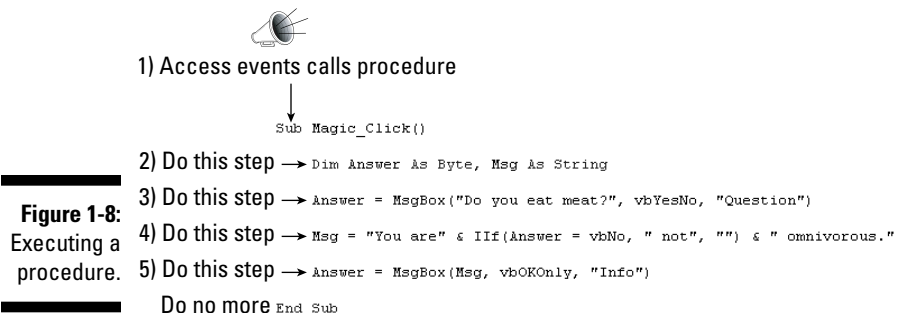 1) Access events calls procedure
Sub Magic_Click()
2) Do this step → Dim Answer As Byte, Msg As String
3) Do this step → Answer = MsgBox("Do you eat meat?", vbYesNo, "Question")
4) Do this step → Msg = "You are" & IIf(Answer = vbNo, " not", "") & " omnivorous."
5) Do this step → Answer = MsgBox(Msg, vbOKOnly, "Info")
Do no more End Sub
Figure 1-8:
Executing a
procedure.